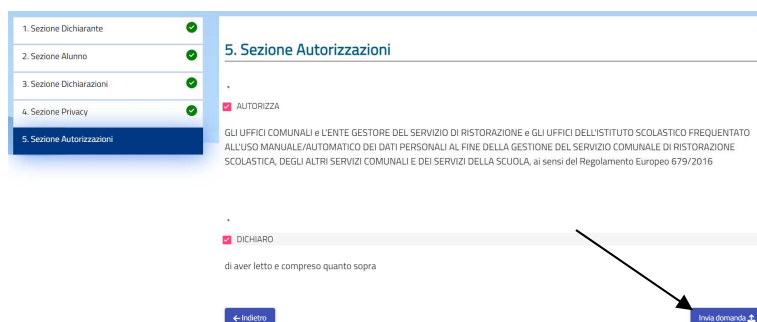 1. Sezione Dichiarante
2. Sezione Alunno
3. Sezione Dichiarazioni
4. Sezione Privacy
5. Sezione Autorizzazioni
5. Sezione Autorizzazioni
*
AUTORIZZA
GLI UFFICI COMUNALI e L'ENTE GESTORE DEL SERVIZIO DI RISTORAZIONE e GLI UFFICI DELL'ISTITUTO SCOLASTICO FREQUENTATO
ALL'USO MANUALE/AUTOMATICO DEI DATI PERSONALI AL FINE DELLA GESTIONE DEL SERVIZIO COMUNALE DI RISTORAZIONE
SCOLASTICA, DEGLI ALTRI SERVIZI COMUNALI E DEI SERVIZI DELLA SCUOLA, ai sensi del Regolamento Europeo 679/2016
*
DICHIARO
di aver letto e compreso quanto sopra
Indietro
Invia domanda